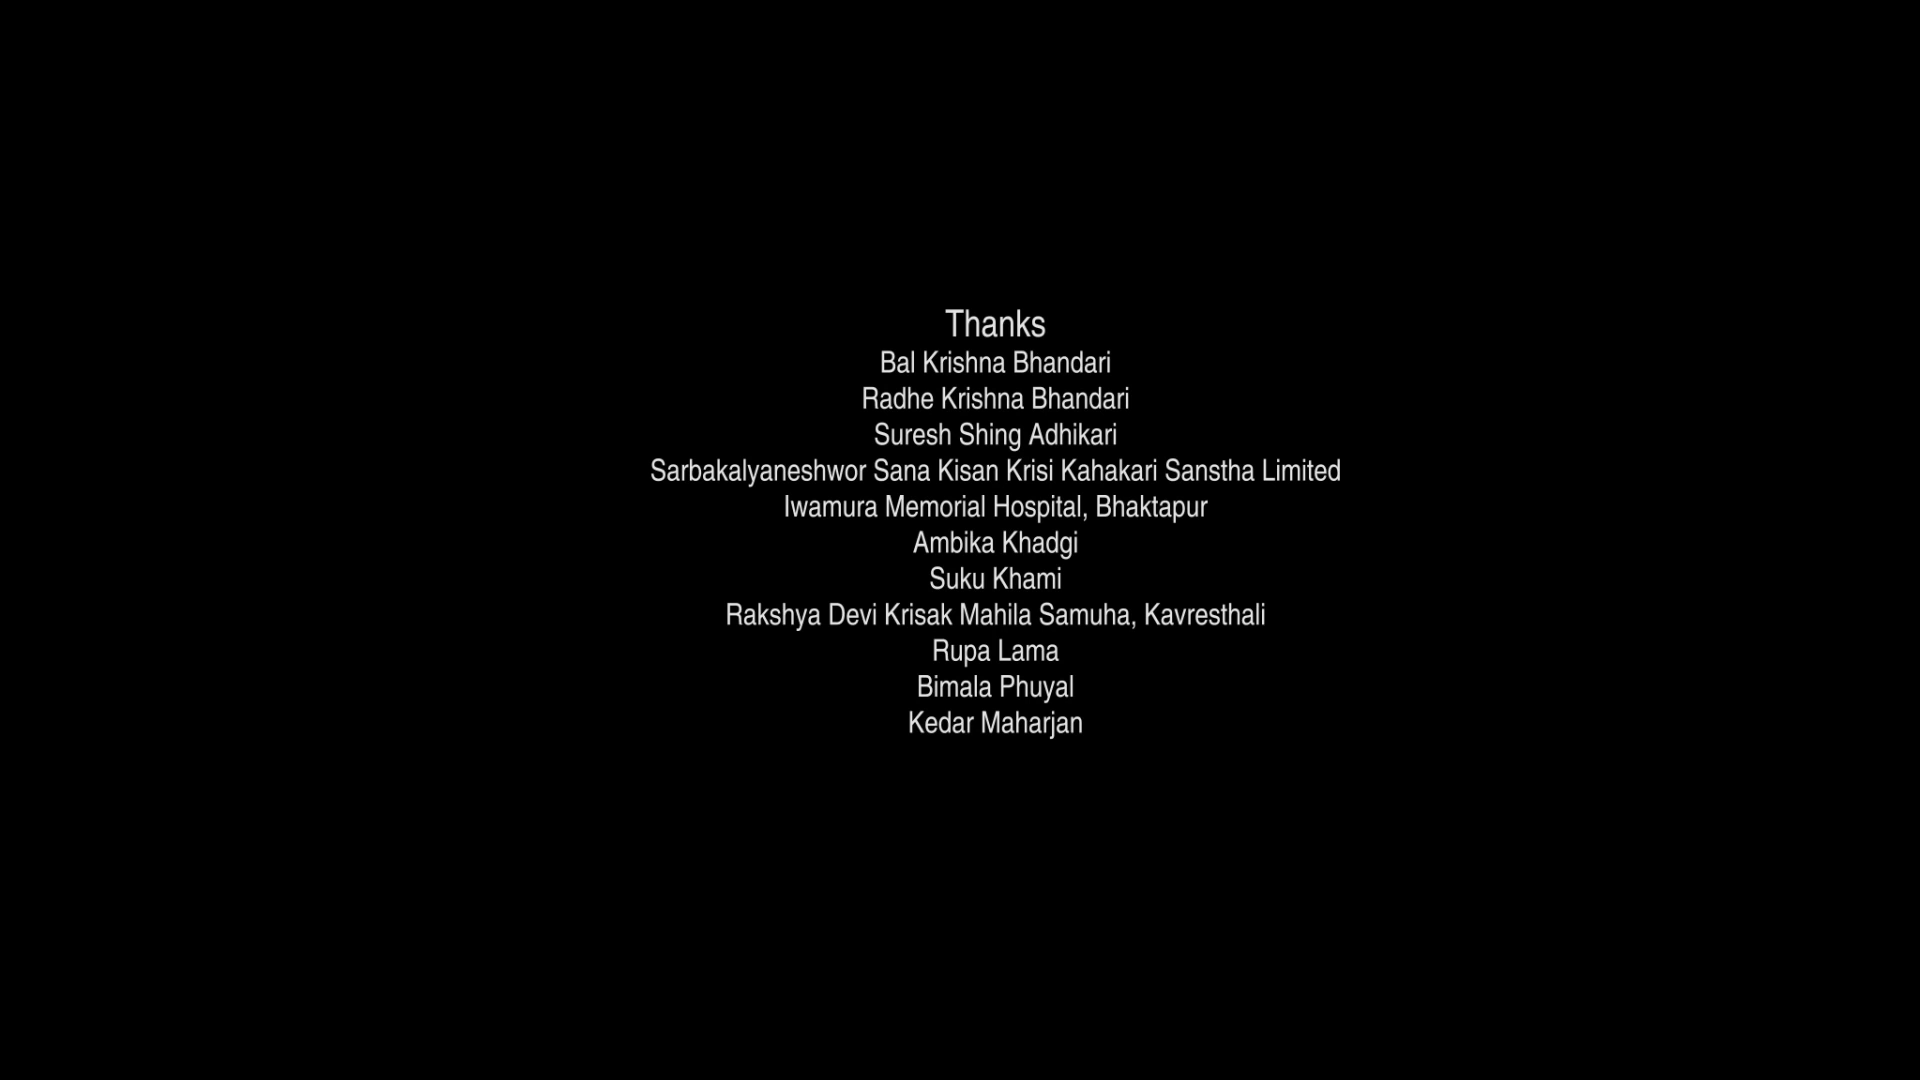 Thanks
Bal Krishna Bhandari
Radhe Krishna Bhandari
Suresh Shing Adhikari
Sarbakalyaneshwor Sana Kisan Krisi Kahakari Sanstha Limited
Iwamura Memorial Hospital, Bhaktapur
Ambika Khadgi
Suku Khami
Rakshya Devi Krisak Mahila Samuha, Kavresthali
Rupa Lama
Bimala Phuyal
Kedar Maharjan